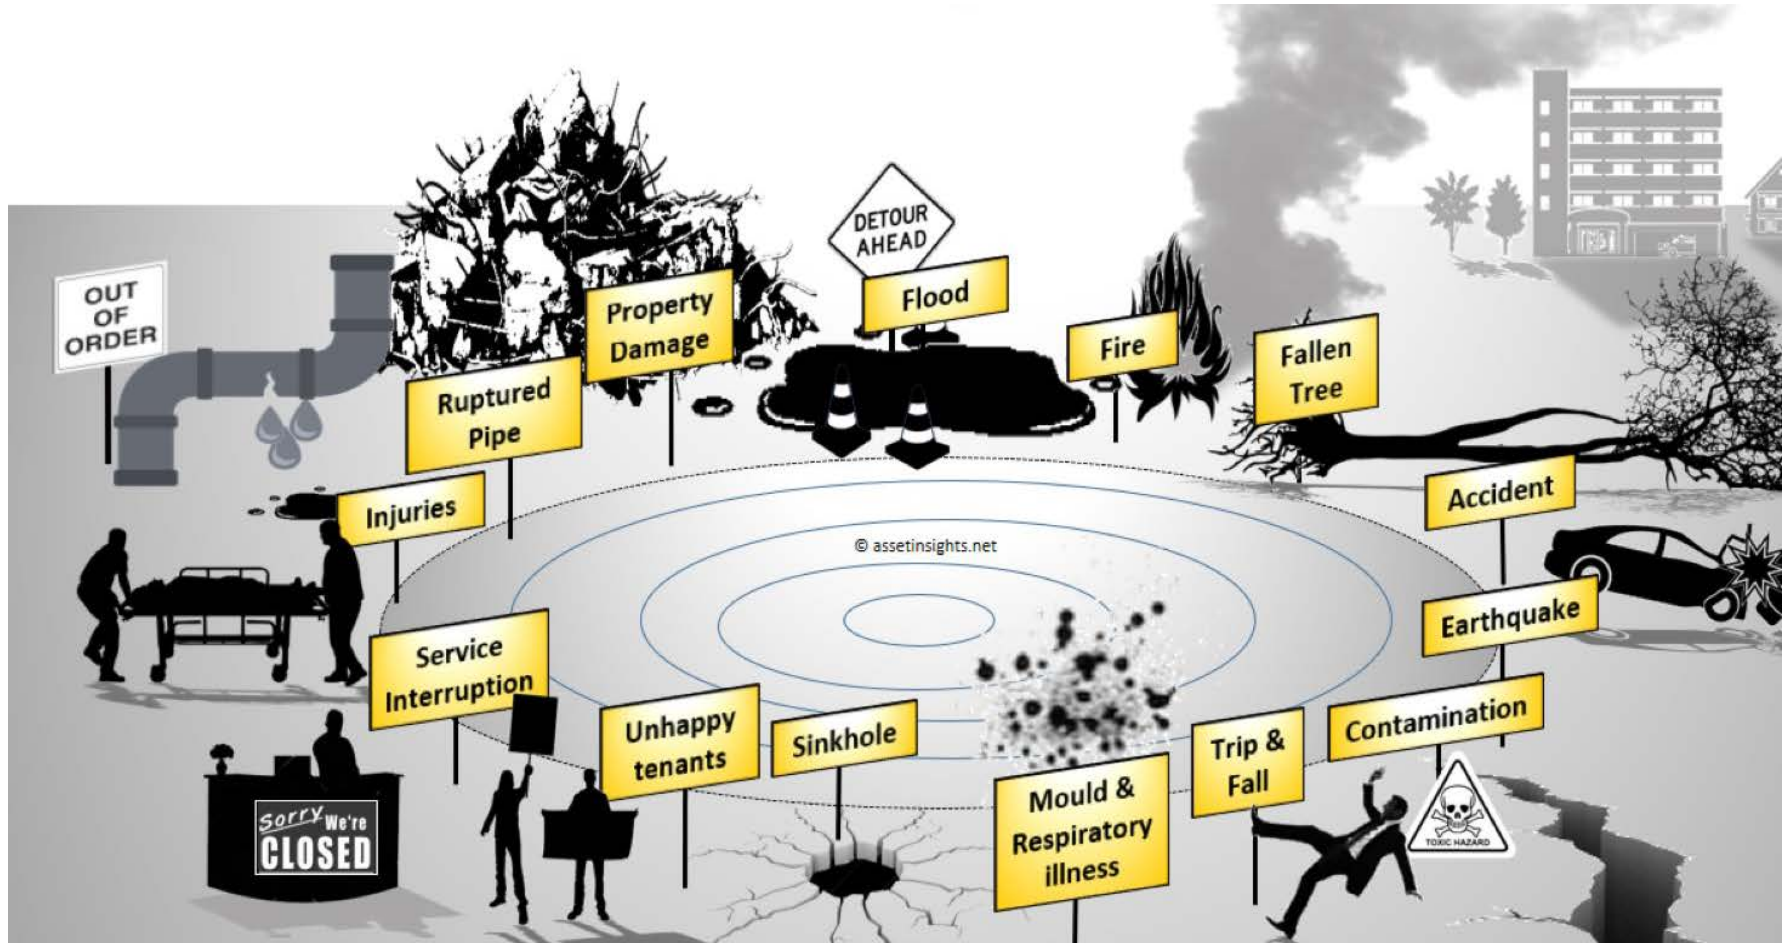 DETOUR
AHEAD
OUT
OF
ORDER
Property
Damage
Flood
Fire
Fallen
Tree
Ruptured
Pipe
Injuries
Accident
© assetinsights.net
Earthquake
Service
Interruption
Unhappy
tenants
Sinkhole
Contamination
Trip &
Fall
Mould &
Respiratory
illness
Sorry We're
CLOSED
TOXIC HAZARD